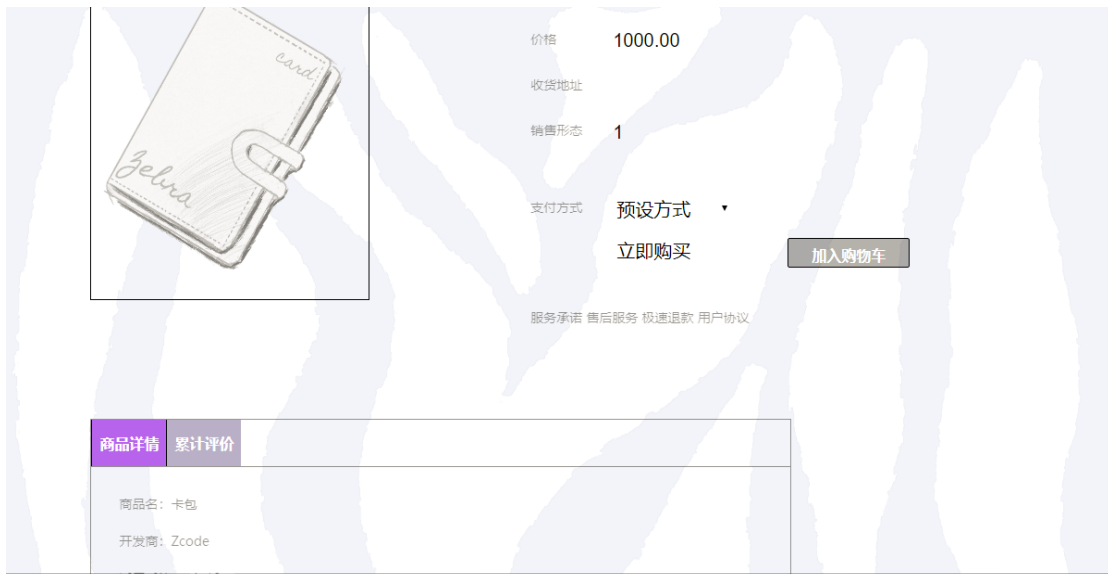 card
Zebra
价格 1000.00
收货地址
销售形态 1
支付方式 预设方式
立即购买 加入购物车
服务承诺 售后服务 极速退款 用户协议
商品详情 累计评价
商品名：卡包
开发商：Zcode